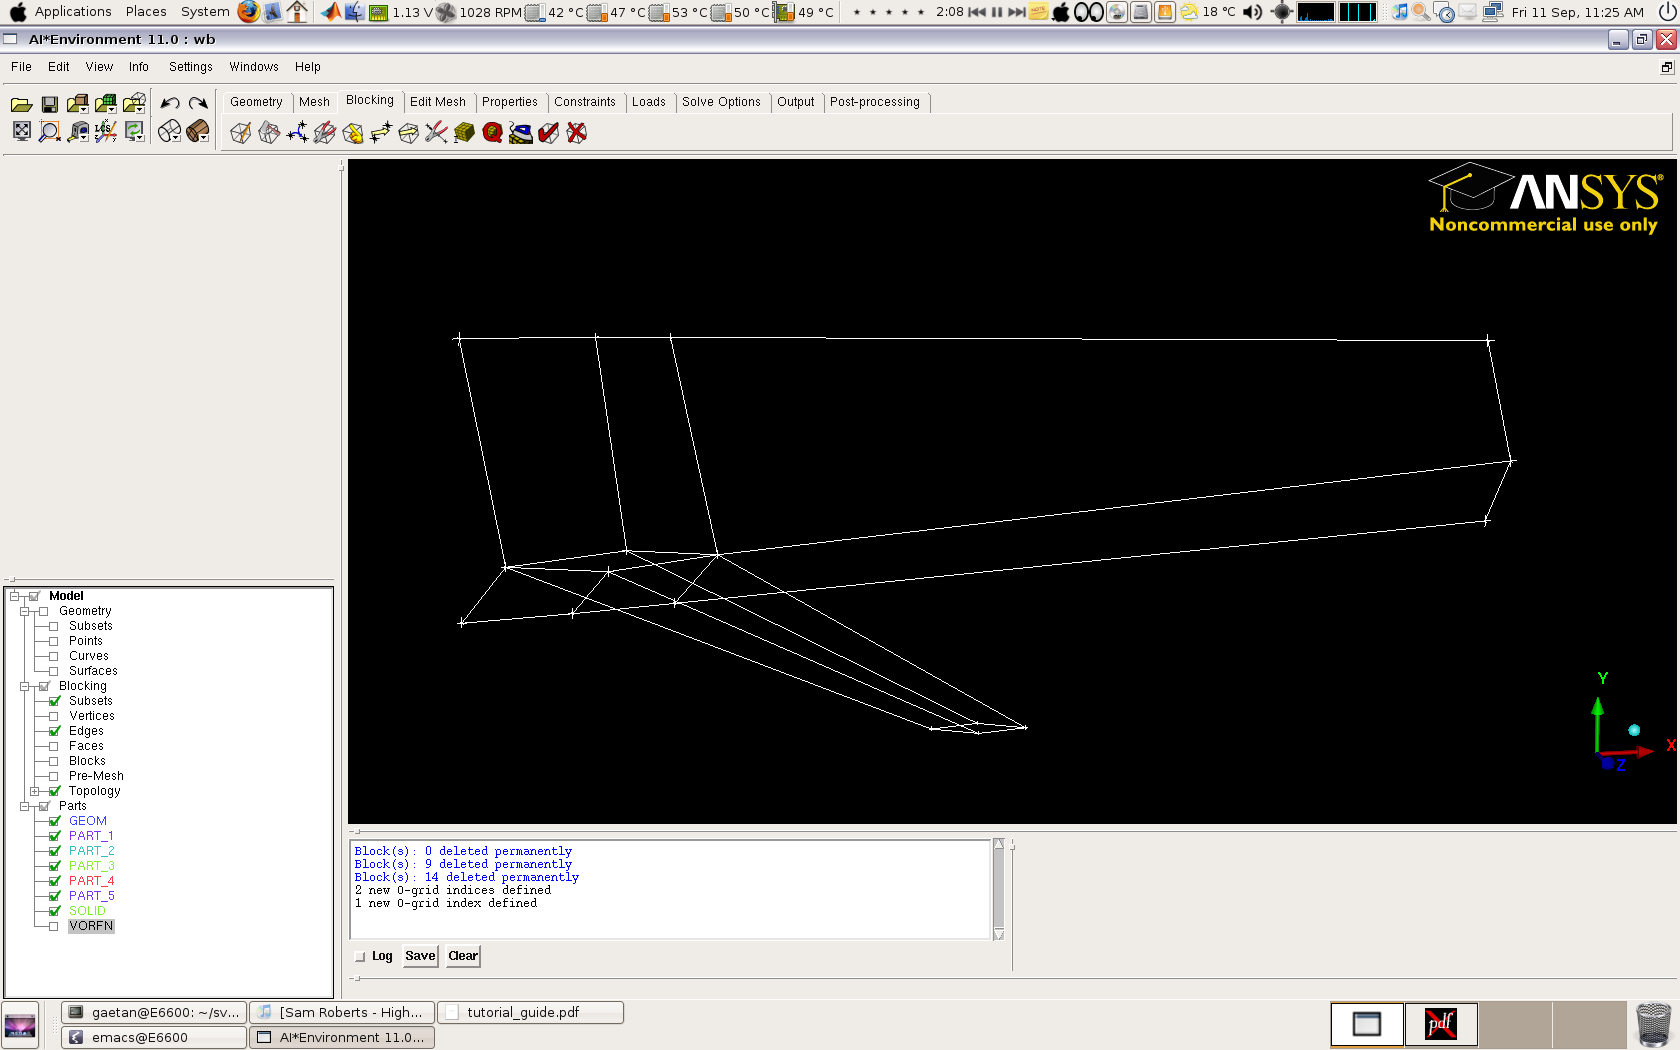 Applications Places System 1.13 V 1028 RPM 42 °C 47 °C 53 °C 50 °C 49 °C 2:08 18 °C Fri 11 Sep, 11:25 AM
AI*Environment 11.0 : wb
File Edit View Info Settings Windows Help
Geometry Mesh Blocking Edit Mesh Properties Constraints Loads Solve Options Output Post-processing
LCS
ANSYS®
Noncommercial use only
Model
Geometry
Subsets
Points
Curves
Surfaces
Blocking
Subsets
Vertices
Edges
Faces
Blocks
Pre-Mesh
Topology
Parts
GEOM
PART_1
PART_2
PART_3
PART_4
PART_5
SOLID
VORFN
Y
X
Z
Block(s): 0 deleted permanently
Block(s): 9 deleted permanently
Block(s): 14 deleted permanently
2 new O-grid indices defined
1 new O-grid index defined
Log Save Clear
gaetan@E6600: ~/sv... [Sam Roberts - High... tutorial_guide.pdf
emacs@E6600 AI*Environment 11.0...
pdf